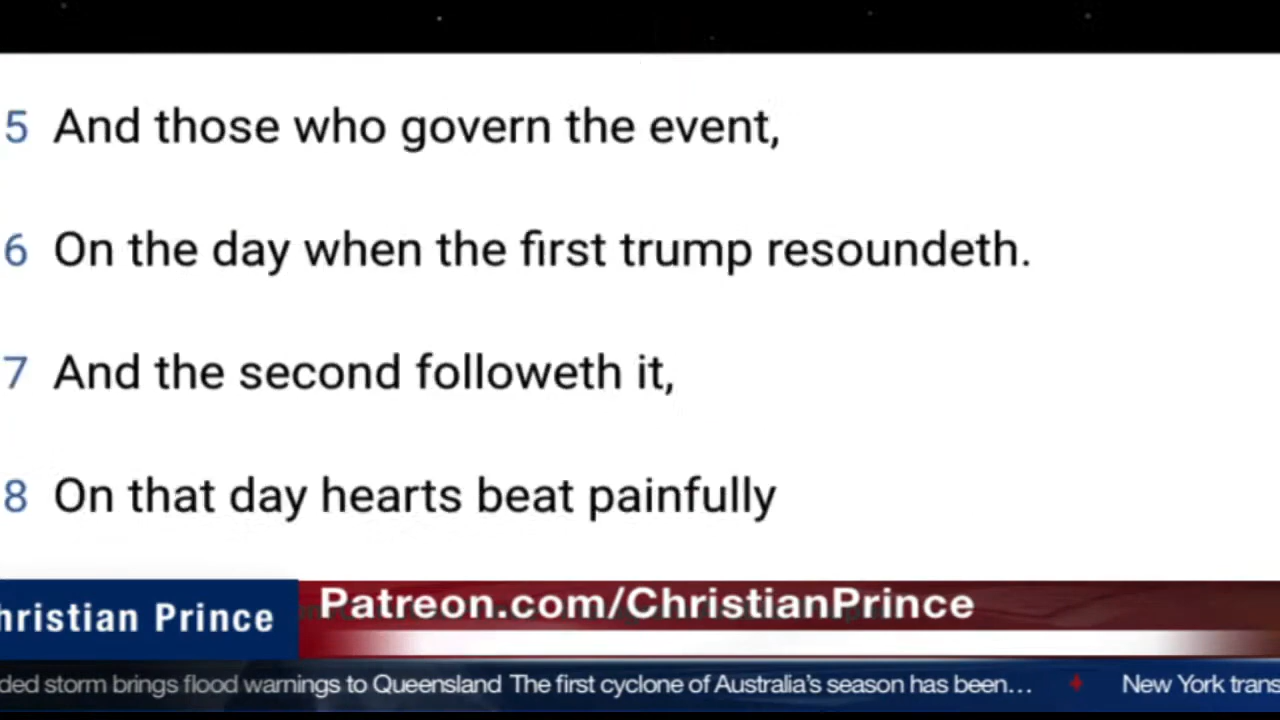 5 And those who govern the event,
6 On the day when the first trump resoundeth.
7 And the second followeth it,
8 On that day hearts beat painfully
hristian Prince
Patreon.com/ChristianPrince
ded storm brings flood warnings to Queensland The first cyclone of Australia's season has been... New York trans